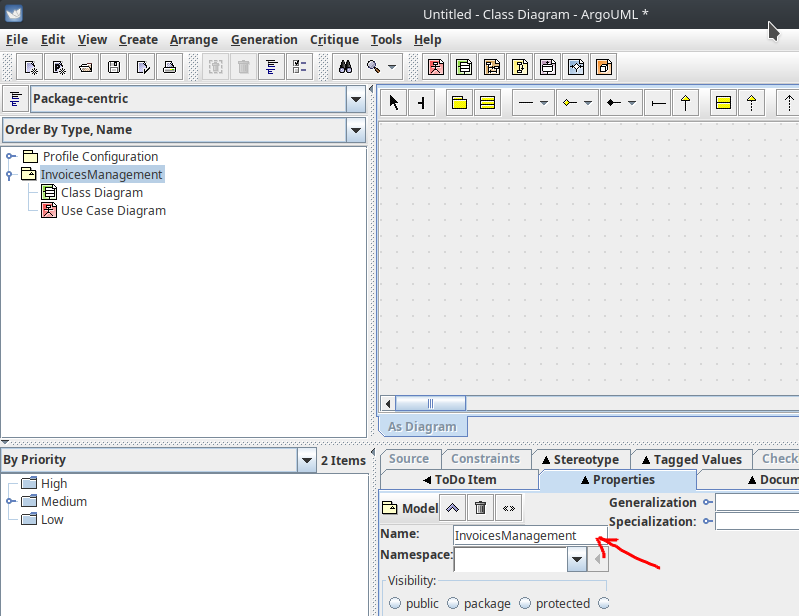 Untitled - Class Diagram - ArgoUML *
File Edit View Create Arrange Generation Critique Tools Help
Package-centric
Order By Type, Name
Profile Configuration
InvoicesManagement
Class Diagram
Use Case Diagram
As Diagram
By Priority
2 Items
High
Medium
Low
Source Constraints ▲ Stereotype ▲ Tagged Values Check
◄ ToDo Item ▲ Properties ▲ Docum
Model
Generalization
Specialization:
Name: InvoicesManagement
Namespace:
Visibility:
public package protected